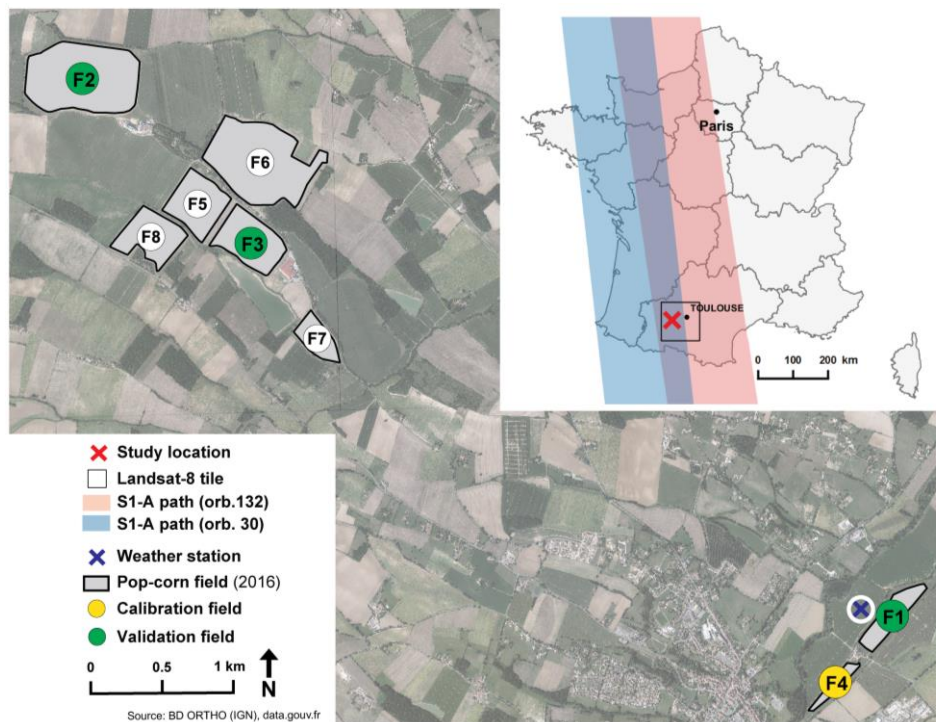 F2
F6
F5
F8
F3
F7
Paris
TOULOUSE
0 100 200 km
Study location
Landsat-8 tile
S1-A path (orb.132)
S1-A path (orb. 30)
Weather station
Pop-corn field (2016)
Calibration field
Validation field
0 0.5 1 km
N
Source: BD ORTHO (IGN), data.gouv.fr
F1
F4